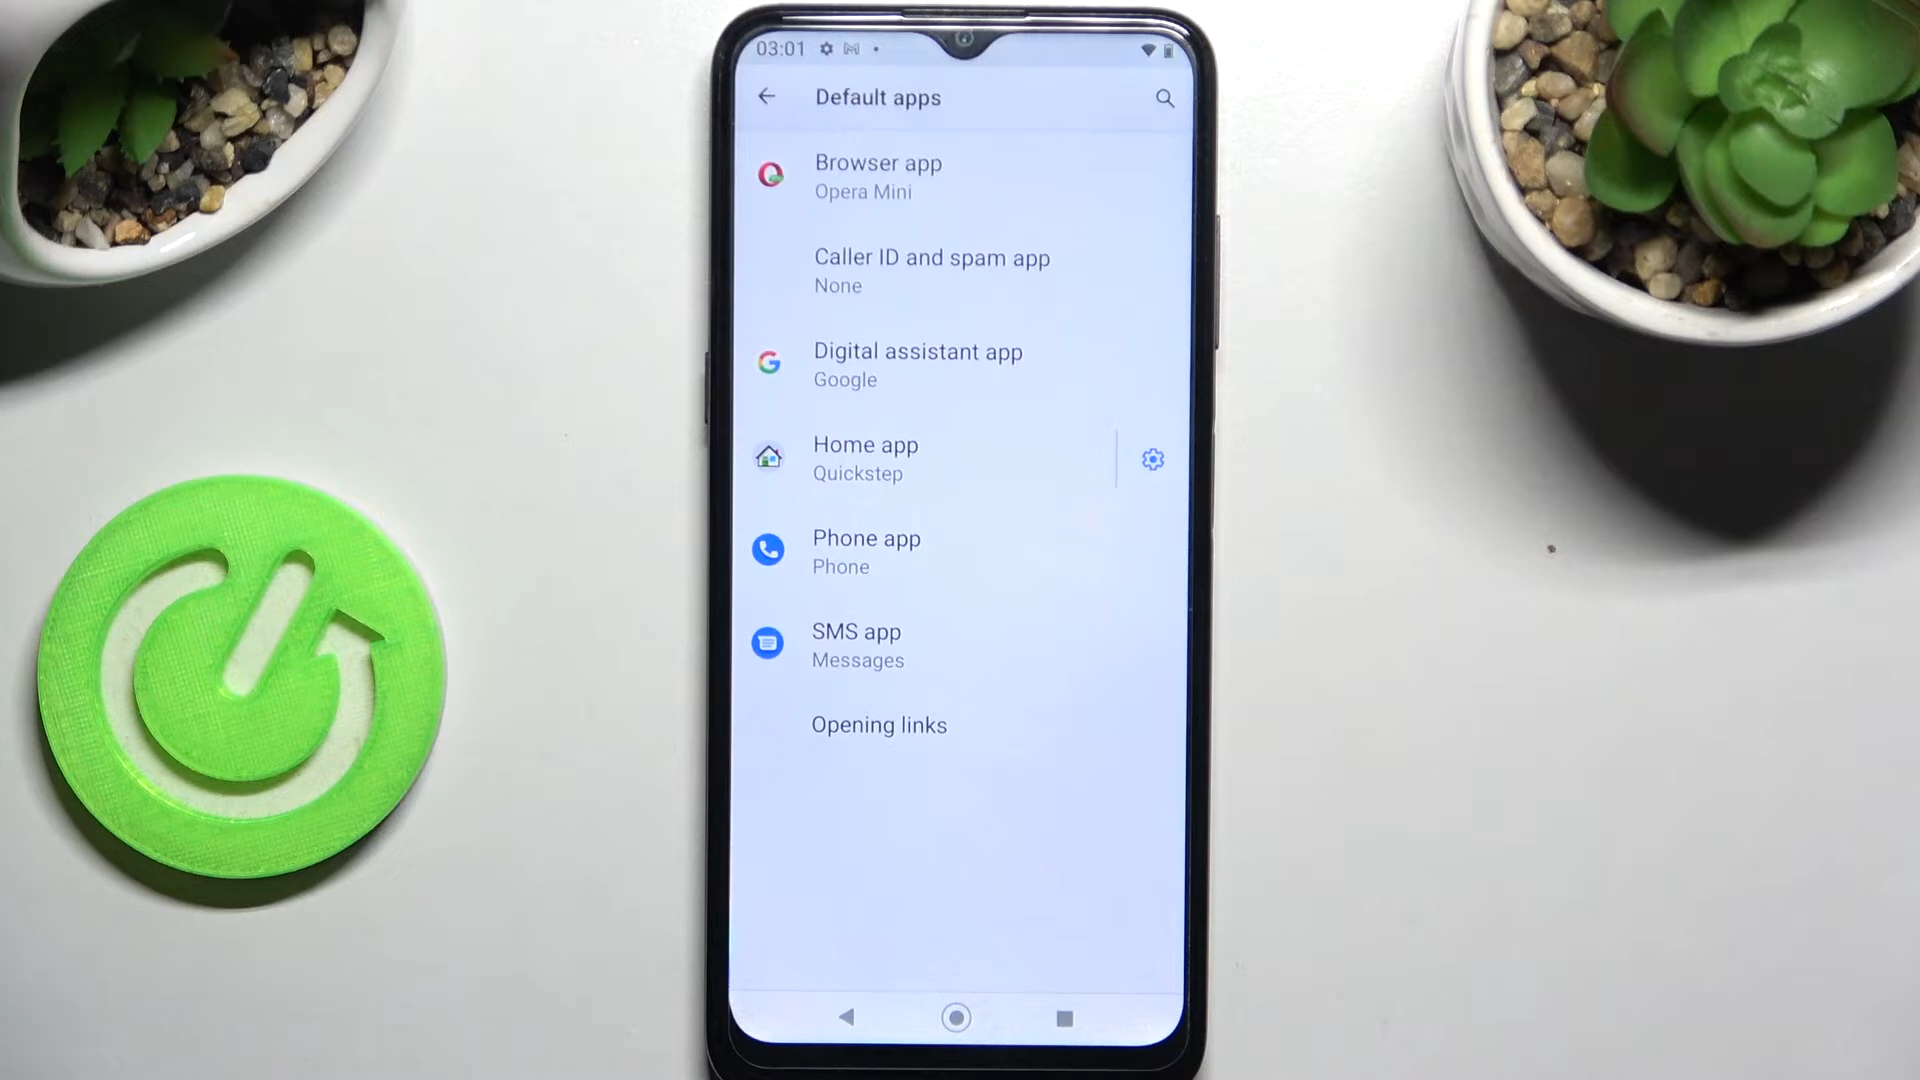 03:01
Default apps
Browser app
Opera Mini
Caller ID and spam app
None
Digital assistant app
Google
Home app
Quickstep
Phone app
Phone
SMS app
Messages
Opening links